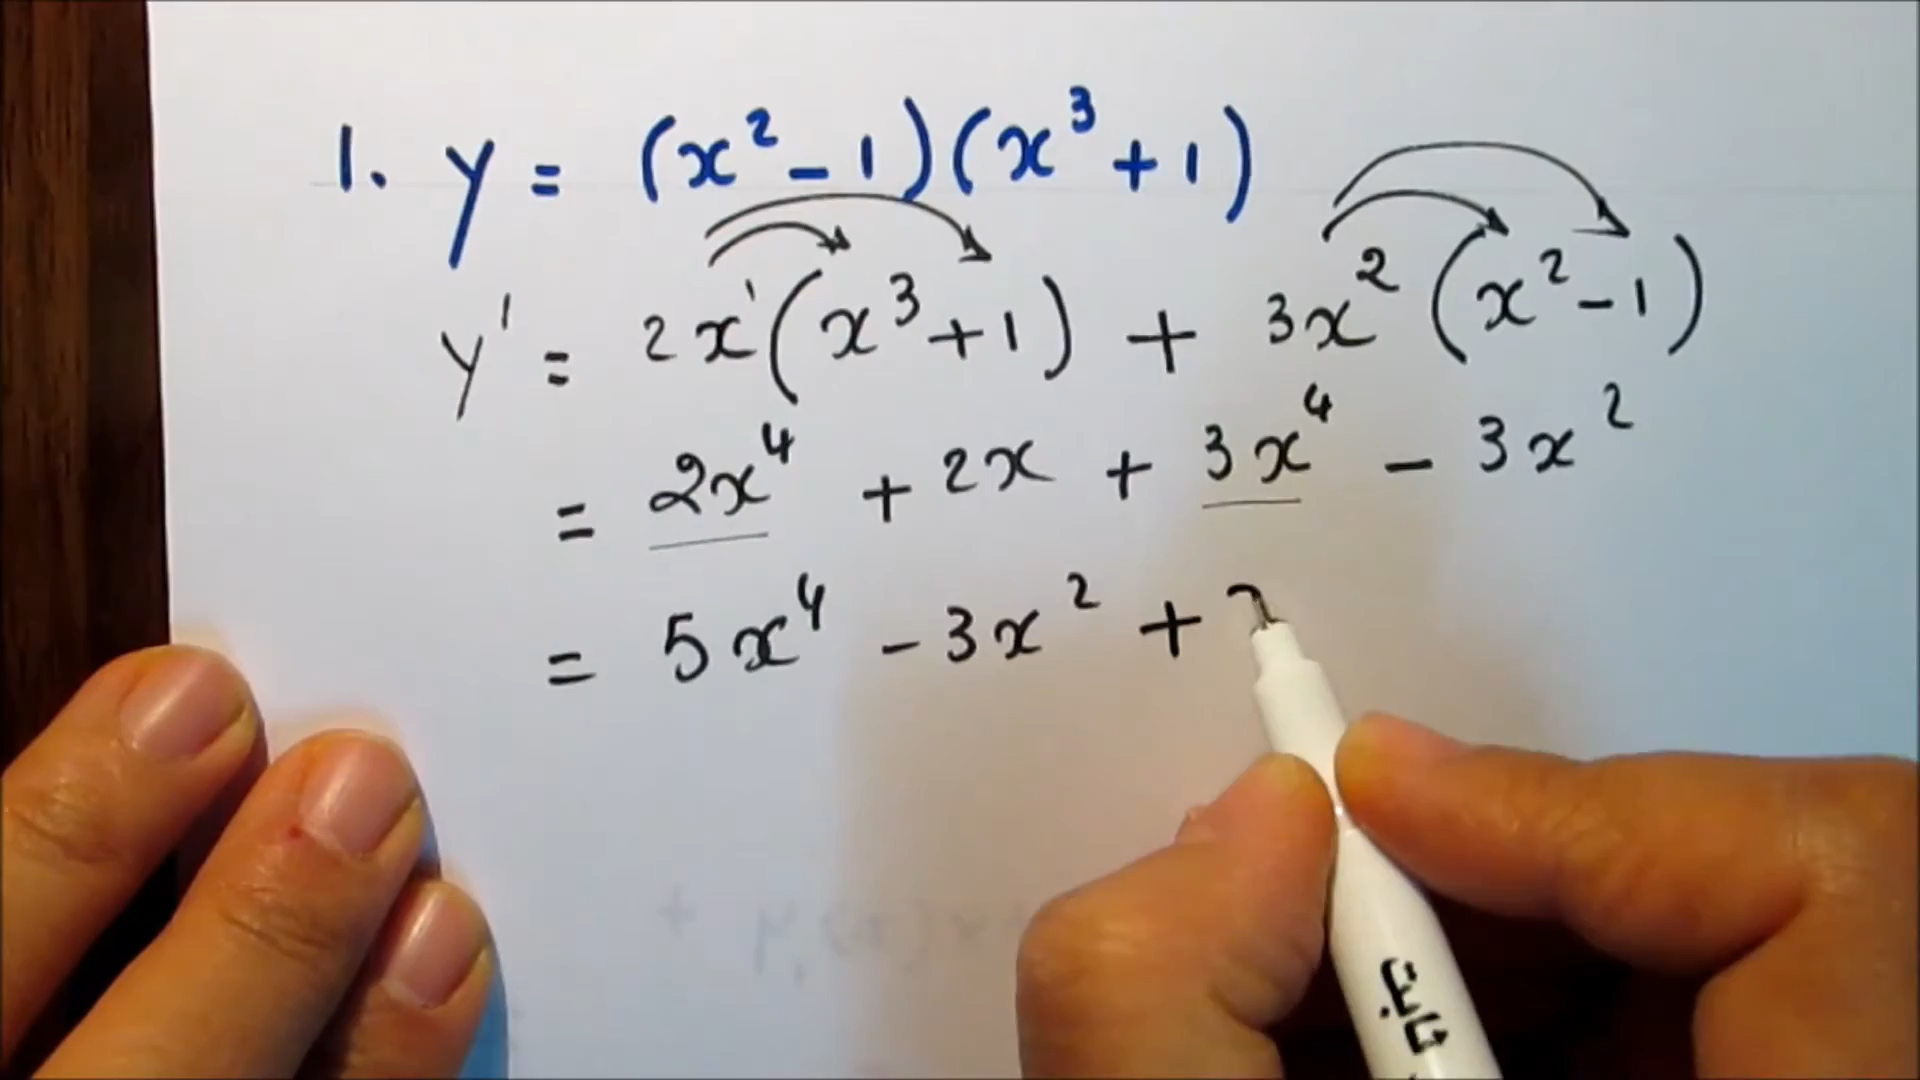 1. y = (x² - 1)(x³ + 1)
y' = 2x¹(x³ + 1) + 3x²(x² - 1)
= 2x⁴ + 2x + 3x⁴ - 3x²
= 5x⁴ - 3x² +